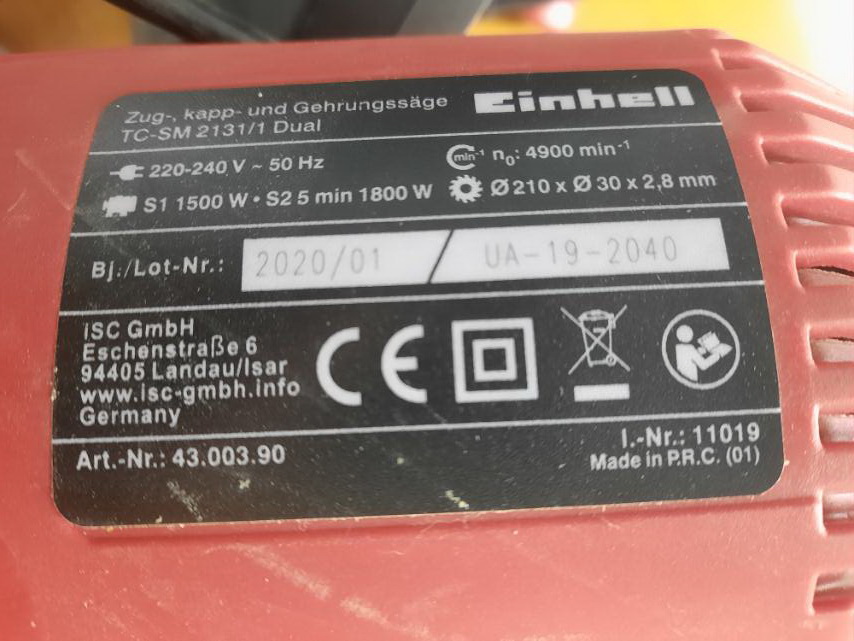 Zug-, kapp- und Gehrungssäge
TC-SM 2131/1 Dual
Einhell
220-240 V ~ 50 Hz
min⁻¹ n₀: 4900 min⁻¹
S1 1500 W • S2 5 min 1800 W
Ø 210 x Ø 30 x 2,8 mm
Bj./Lot-Nr.: 2020/01 / UA-19-2040
iSC GmbH
Eschenstraße 6
94405 Landau/Isar
www.isc-gmbh.info
Germany
CE
Art.-Nr.: 43.003.90
I.-Nr.: 11019
Made in P.R.C. (01)